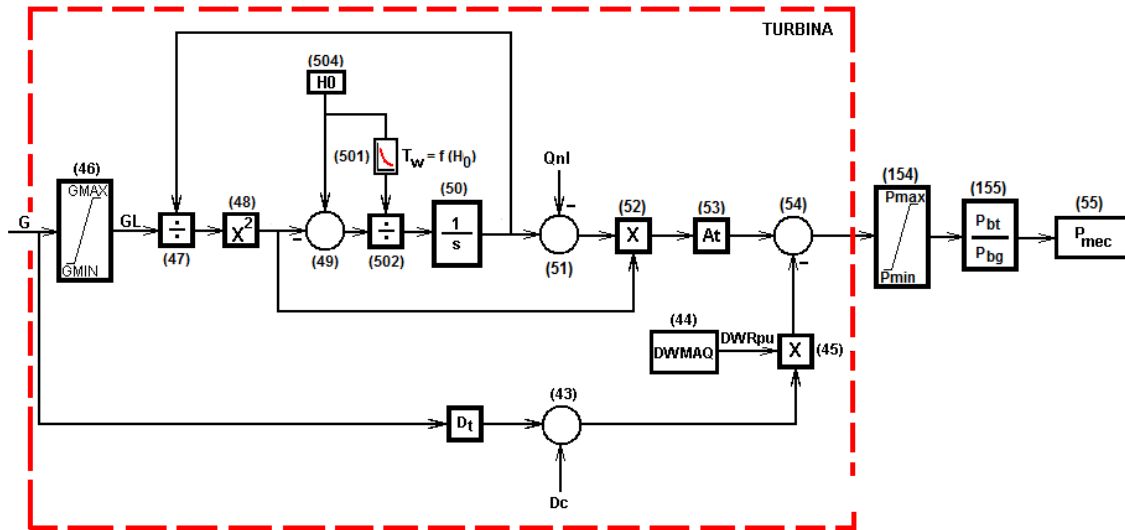 TURBINA
(504)
H0
(501)
T_w = f (H_0)
Qnl
(46)
GMAX
GMIN
G
GL
÷
(47)
(48)
X^2
−
(49)
÷
(502)
(50)
1
s
−
(51)
(52)
X
(53)
At
(54)
−
(154)
Pmax
Pmin
(155)
P_bt
P_bg
(55)
P_mec
(44)
DWMAQ
DWRpu
X
(45)
D_t
(43)
Dc